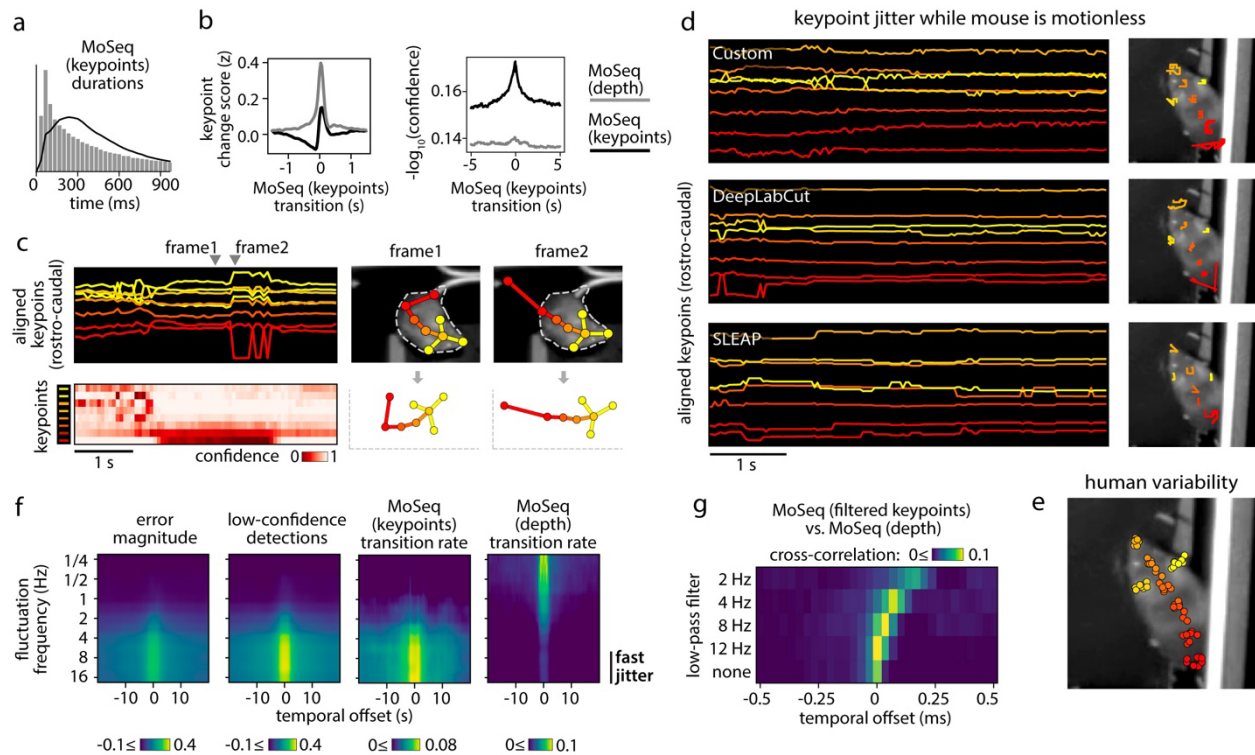 a
MoSeq
(keypoints)
durations
0
300
600
900
time (ms)
b
keypoint
change score (z)
0.4
0.2
0.0
-1
0
1
MoSeq (keypoints)
transition (s)
-log10(confidence)
0.16
0.14
-5
0
5
MoSeq (keypoints)
transition (s)
MoSeq
(depth)
MoSeq
(keypoints)
c
frame1
frame2
aligned
keypoins
(rostro-caudal)
keypoints
1 s
confidence
0
1
frame1
frame2
d
keypoint jitter while mouse is motionless
aligned keypoins (rostro-caudal)
Custom
DeepLabCut
SLEAP
1 s
e
human variability
f
error
magnitude
low-confidence
detections
MoSeq
(keypoints)
transition rate
MoSeq
(depth)
transition rate
fluctuation
frequency (Hz)
1/4
1/2
1
2
4
8
16
-10 0 10
-10 0 10
-10 0 10
-10 0 10
temporal offset (s)
fast
jitter
-0.1≤ 0.4
-0.1≤ 0.4
0≤ 0.08
0≤ 0.1
g
MoSeq (filtered keypoints)
vs. MoSeq (depth)
cross-correlation: 0≤ 0.1
low-pass filter
2 Hz
4 Hz
8 Hz
12 Hz
none
-0.5
-0.25
0
0.25
0.5
temporal offset (ms)